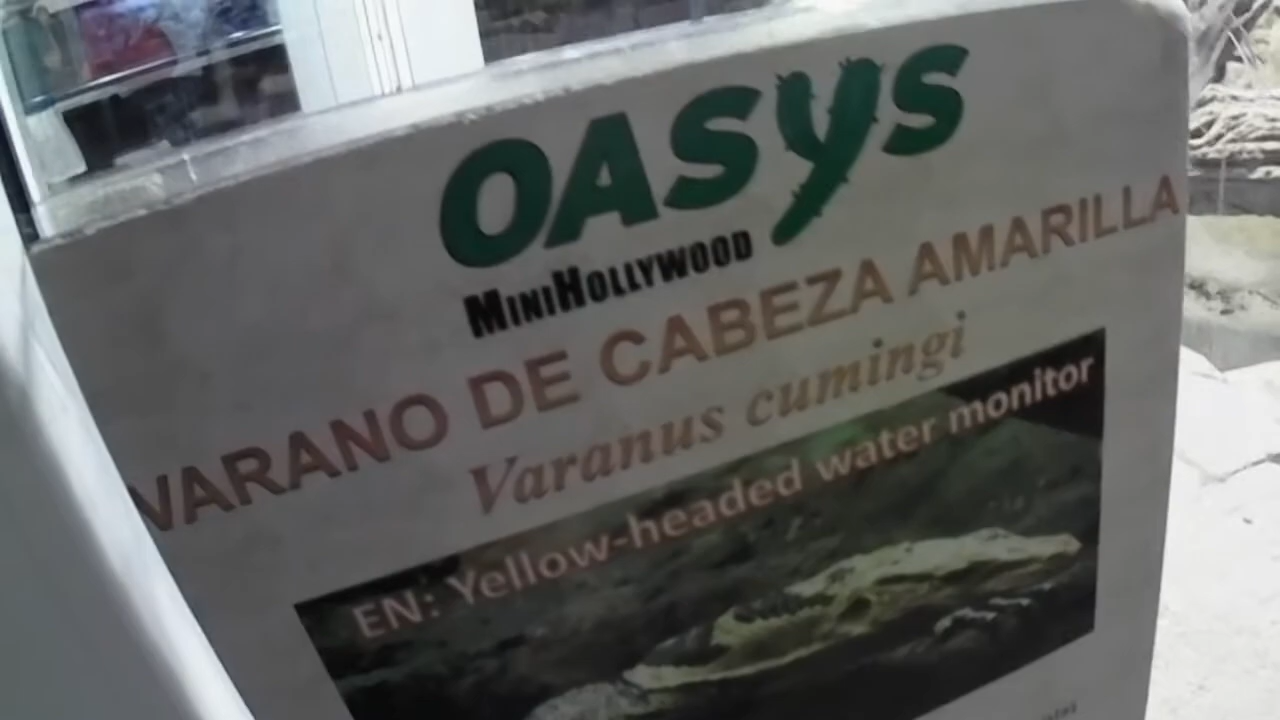 OASYS
MINIHOLLYWOOD
VARANO DE CABEZA AMARILLA
Varanus cumingi
EN: Yellow-headed water monitor